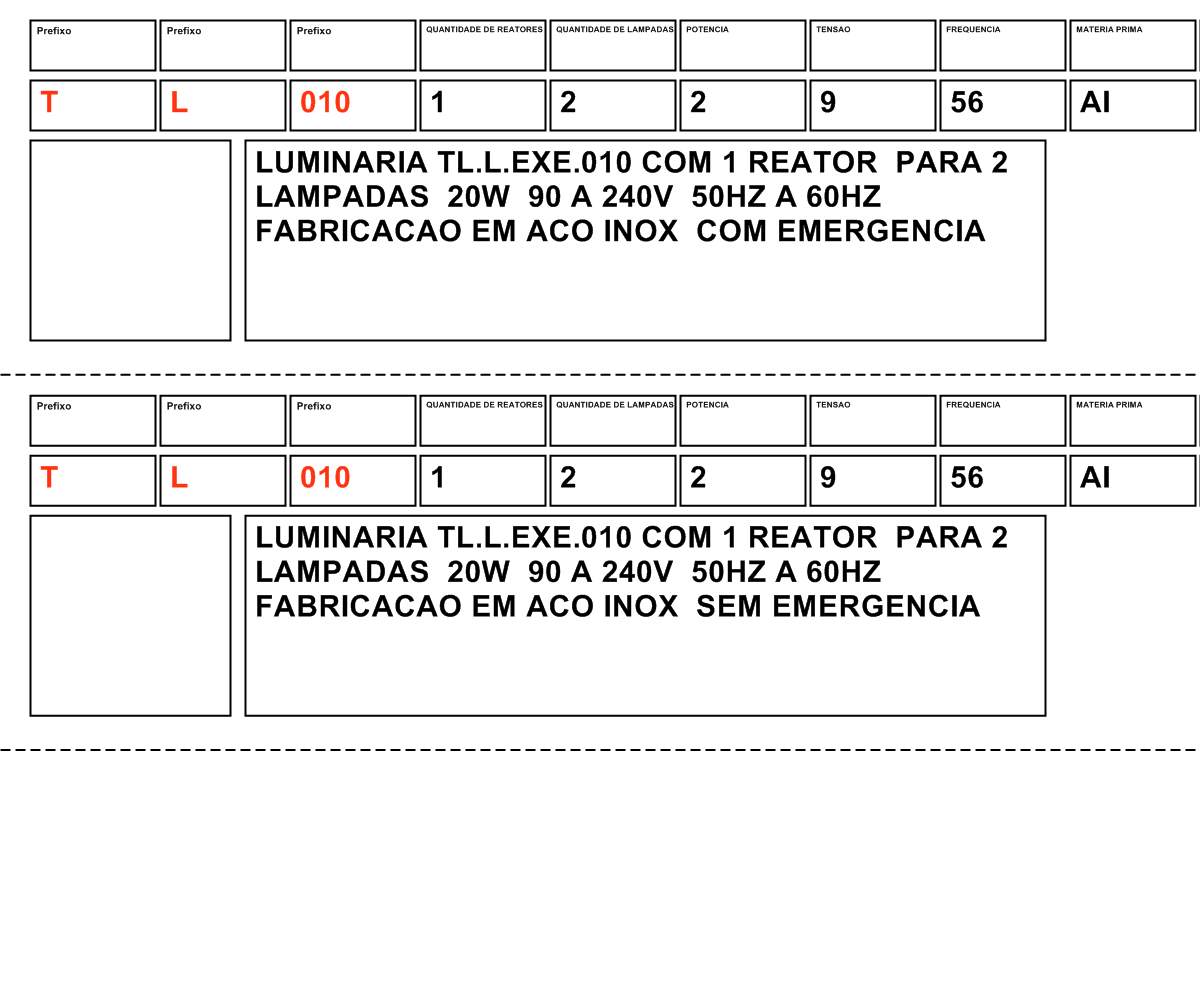 Prefixo Prefixo Prefixo QUANTIDADE DE REATORES QUANTIDADE DE LAMPADAS POTENCIA TENSAO FREQUENCIA MATERIA PRIMA
T L 010 1 2 2 9 56 AI
LUMINARIA TL.L.EXE.010 COM 1 REATOR  PARA 2
LAMPADAS  20W  90 A 240V  50HZ A 60HZ
FABRICACAO EM ACO INOX  COM EMERGENCIA
Prefixo Prefixo Prefixo QUANTIDADE DE REATORES QUANTIDADE DE LAMPADAS POTENCIA TENSAO FREQUENCIA MATERIA PRIMA
T L 010 1 2 2 9 56 AI
LUMINARIA TL.L.EXE.010 COM 1 REATOR  PARA 2
LAMPADAS  20W  90 A 240V  50HZ A 60HZ
FABRICACAO EM ACO INOX  SEM EMERGENCIA